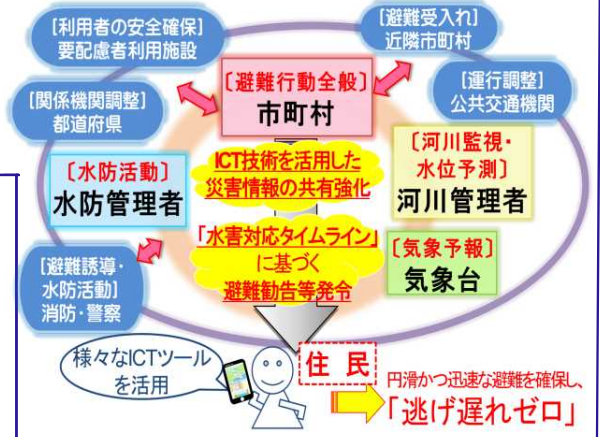 ［利用者の安全確保］
要配慮者利用施設
［避難受入れ］
近隣市町村
〔避難行動全般〕
市町村
［運行調整］
公共交通機関
［関係機関調整］
都道府県
〔水防活動〕
水防管理者
ICT技術を活用した
災害情報の共有強化
〔河川監視・
水位予測〕
河川管理者
「水害対応タイムライン」
に基づく
避難勧告等発令
〔気象予報〕
気象台
［避難誘導・
水防活動］
消防・警察
様々なICTツール
を活用
住民
円滑かつ迅速な避難を確保し、
「逃げ遅れゼロ」